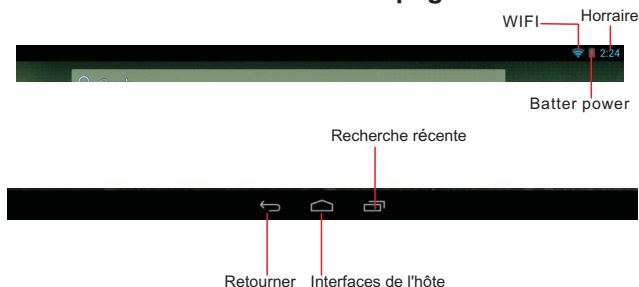 WIFI
Horraire
2:24
Batter power
Recherche récente
Retourner
Interfaces de l'hôte